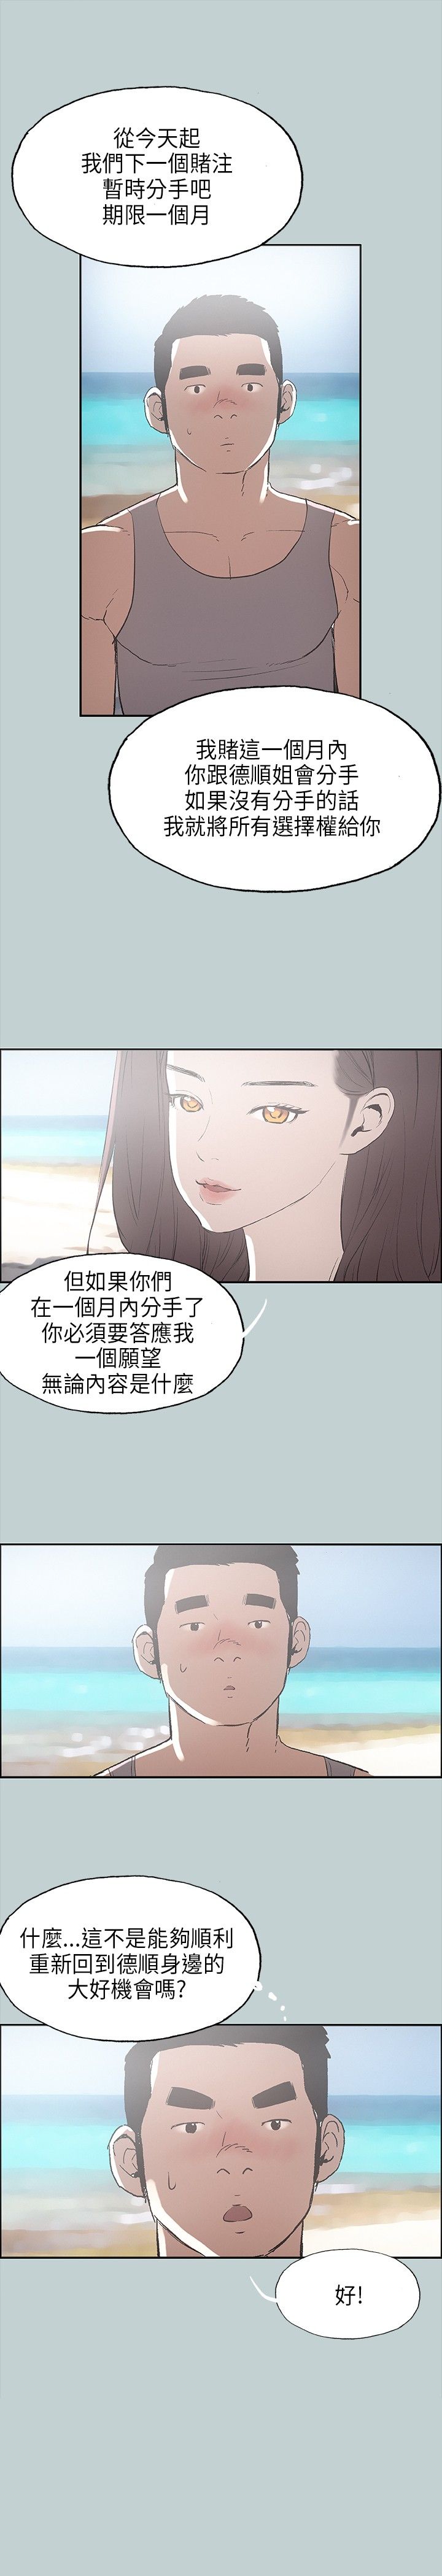 從今天起
我們下一個賭注
暫時分手吧
期限一個月
我賭這一個月內
你跟德順姐會分手
如果沒有分手的話
我就將所有選擇權給你
但如果你們
在一個月內分手了
你必須要答應我
一個願望
無論內容是什麼
什麼...這不是能夠順利
重新回到德順身邊的
大好機會嗎?
好!